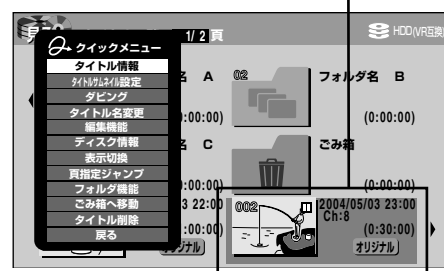 1/ 2 頁
HDD(VR互換)
クイックメニュー
タイトル情報
タイトルサムネイル設定
ダビング
タイトル名変更
編集機能
ディスク情報
表示切換
頁指定ジャンプ
フォルダ機能
ごみ箱へ移動
タイトル削除
戻る
名 A
:00:00)
02
フォルダ名 B
(0:00:00)
名 C
:00:00)
ごみ箱
(0:00:00)
3 22:00
:00:00)
ジナル
002
2004/05/03 23:00
Ch:8
(0:30:00)
オリジナル